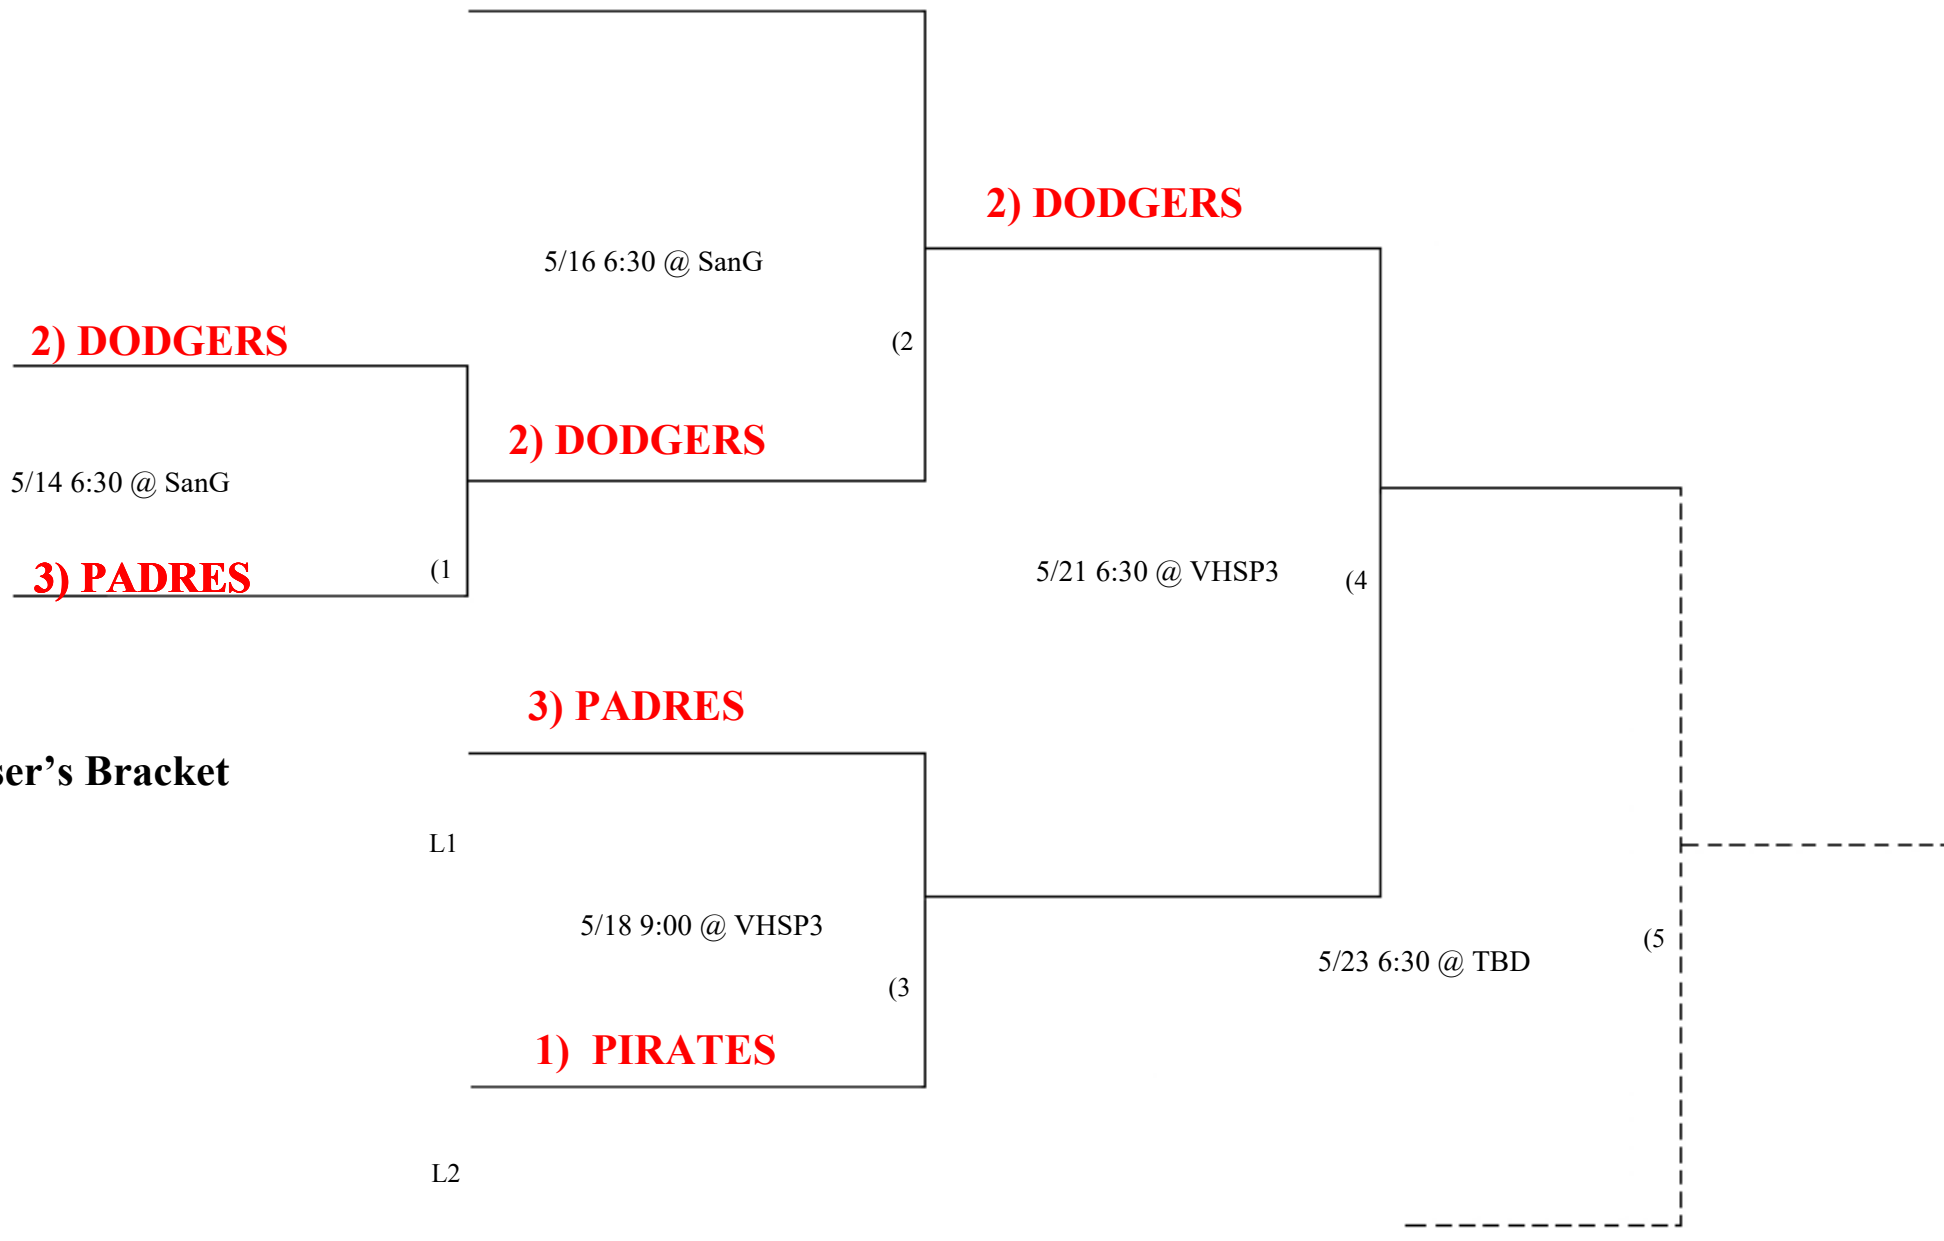 2) DODGERS
5/16 6:30 @ SanG
2) DODGERS
(2
2) DODGERS
5/14 6:30 @ SanG
3) PADRES
(1
5/21 6:30 @ VHSP3
(4
3) PADRES
ser’s Bracket
L1
5/18 9:00 @ VHSP3
(3
5/23 6:30 @ TBD
(5
1) PIRATES
L2